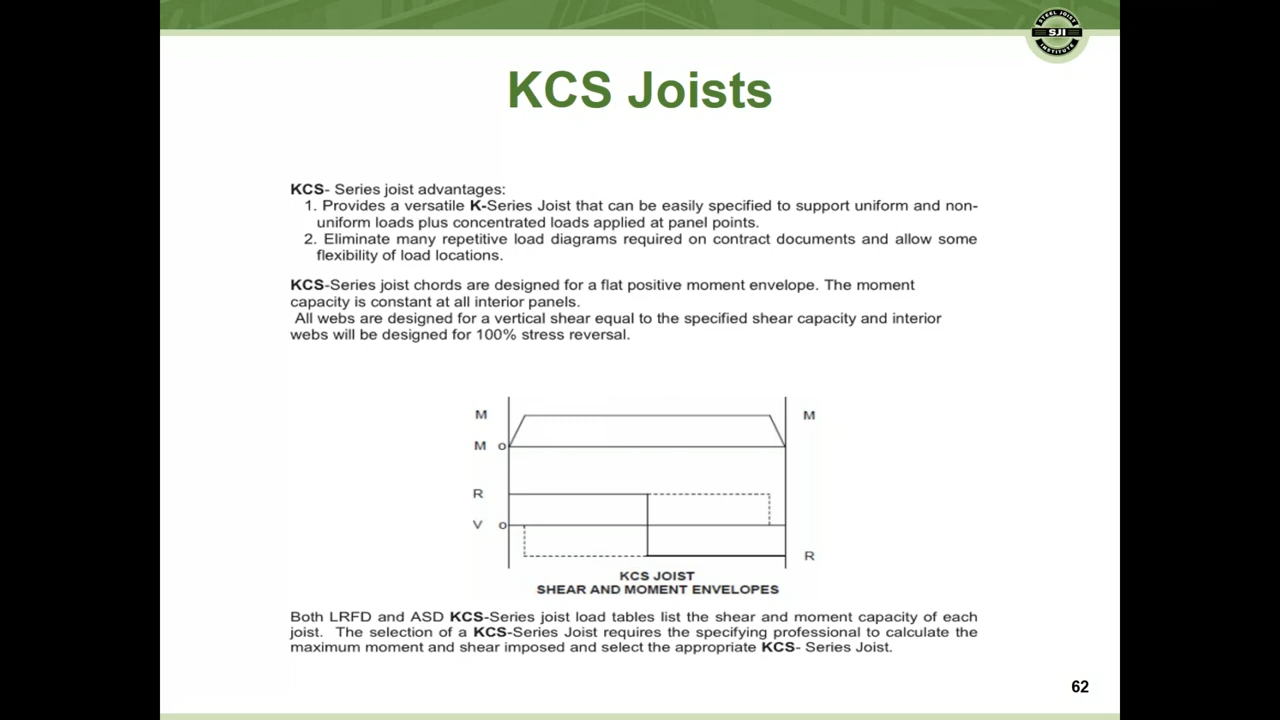 STEEL JOIST
SJI
INSTITUTE
KCS Joists
KCS- Series joist advantages:
1. Provides a versatile K-Series Joist that can be easily specified to support uniform and non-
uniform loads plus concentrated loads applied at panel points.
2. Eliminate many repetitive load diagrams required on contract documents and allow some
flexibility of load locations.
KCS-Series joist chords are designed for a flat positive moment envelope. The moment
capacity is constant at all interior panels.
All webs are designed for a vertical shear equal to the specified shear capacity and interior
webs will be designed for 100% stress reversal.
M M
M o
R
V o
R
KCS JOIST
SHEAR AND MOMENT ENVELOPES
Both LRFD and ASD KCS-Series joist load tables list the shear and moment capacity of each
joist. The selection of a KCS-Series Joist requires the specifying professional to calculate the
maximum moment and shear imposed and select the appropriate KCS- Series Joist.
62